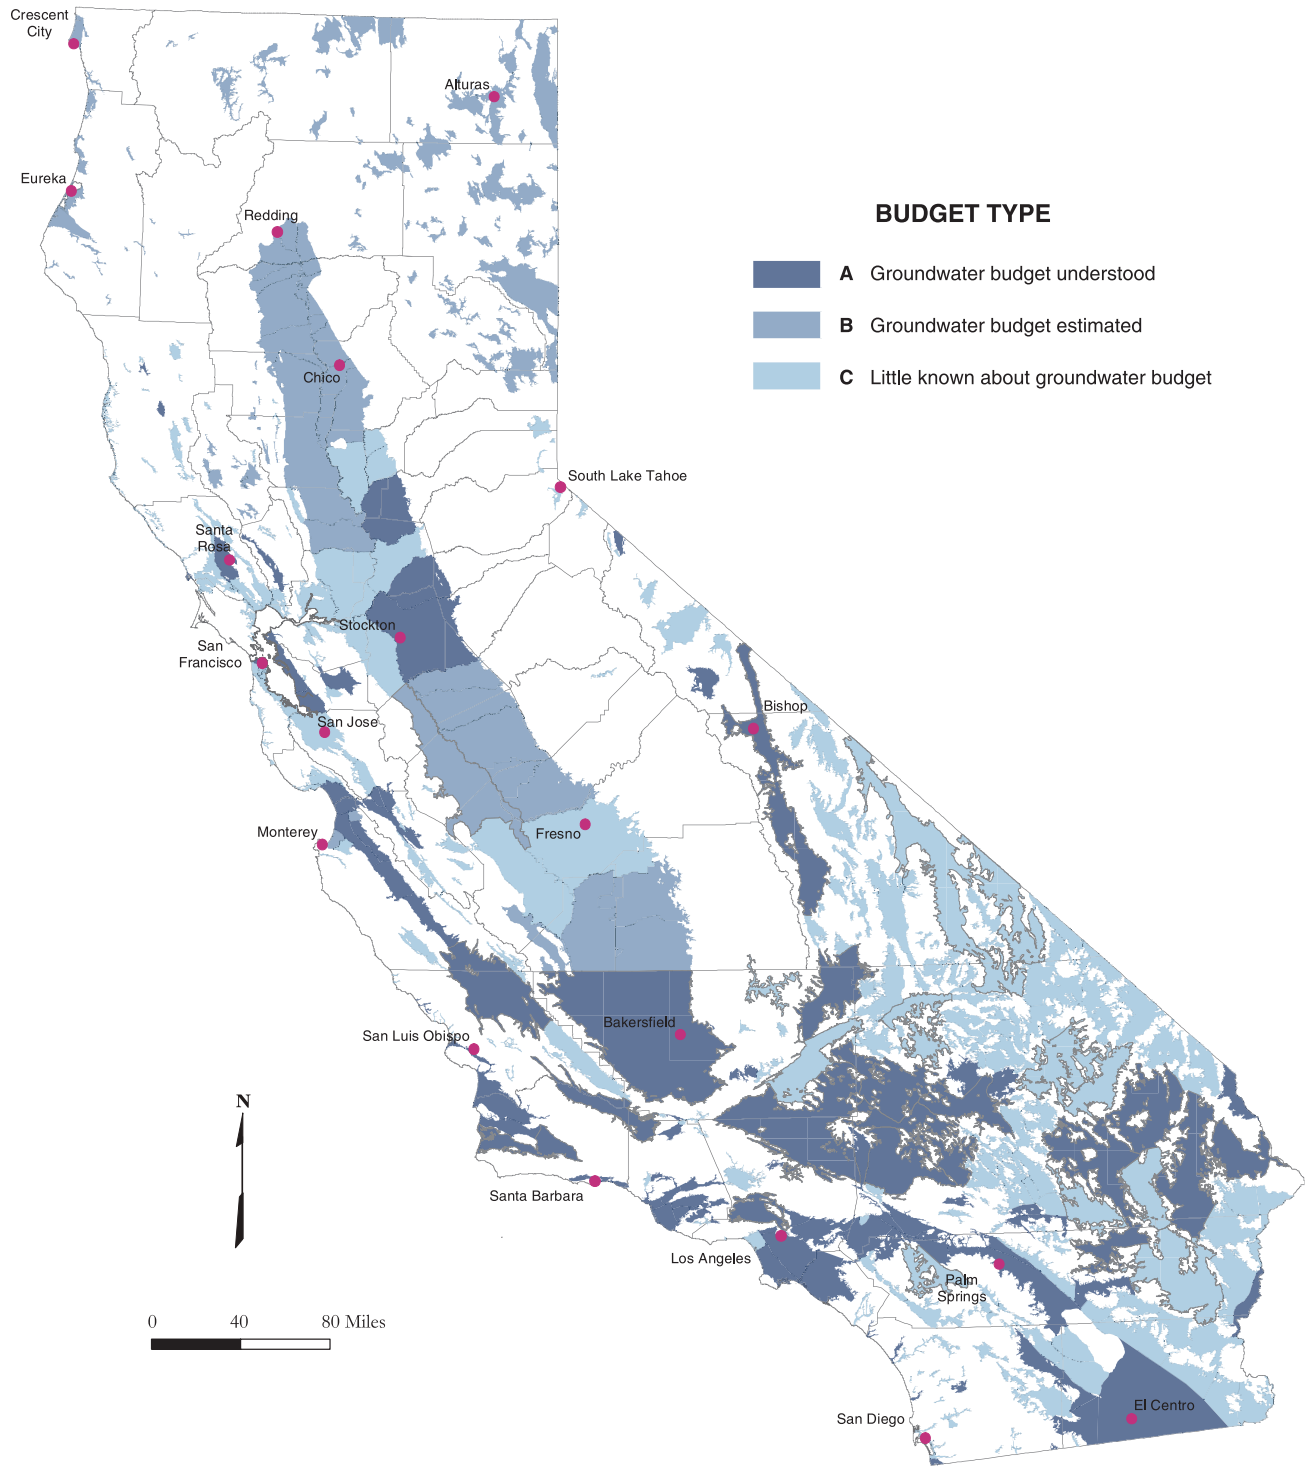 Crescent
City
Alturas
Eureka
Redding
BUDGET TYPE
A Groundwater budget understood
B Groundwater budget estimated
C Little known about groundwater budget
Chico
South Lake Tahoe
Santa
Rosa
Stockton
San
Francisco
San Jose
Bishop
Monterey
Fresno
San Luis Obispo
Bakersfield
N
Santa Barbara
Los Angeles
Palm
Springs
0 40 80 Miles
El Centro
San Diego